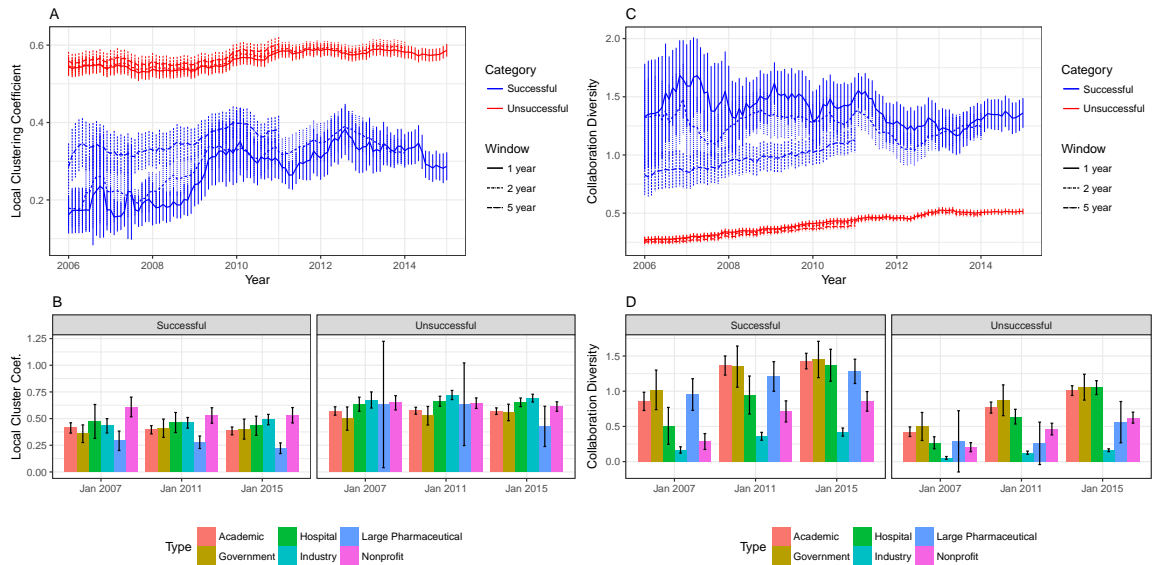 A
Local Clustering Coefficient
0.6
0.4
0.2
2006 2008 2010 2012 2014
Year
Category
Successful
Unsuccessful
Window
1 year
2 year
5 year
C
Collaboration Diversity
2.0
1.5
1.0
0.5
2006 2008 2010 2012 2014
Year
Category
Successful
Unsuccessful
Window
1 year
2 year
5 year
B
Successful Unsuccessful
Local Cluster Coef.
1.25
1.00
0.75
0.50
0.25
0.00
Jan 2007 Jan 2011 Jan 2015 Jan 2007 Jan 2011 Jan 2015
Type
Academic Hospital Large Pharmaceutical
Government Industry Nonprofit
D
Successful Unsuccessful
Collaboration Diversity
1.5
1.0
0.5
0.0
Jan 2007 Jan 2011 Jan 2015 Jan 2007 Jan 2011 Jan 2015
Type
Academic Hospital Large Pharmaceutical
Government Industry Nonprofit